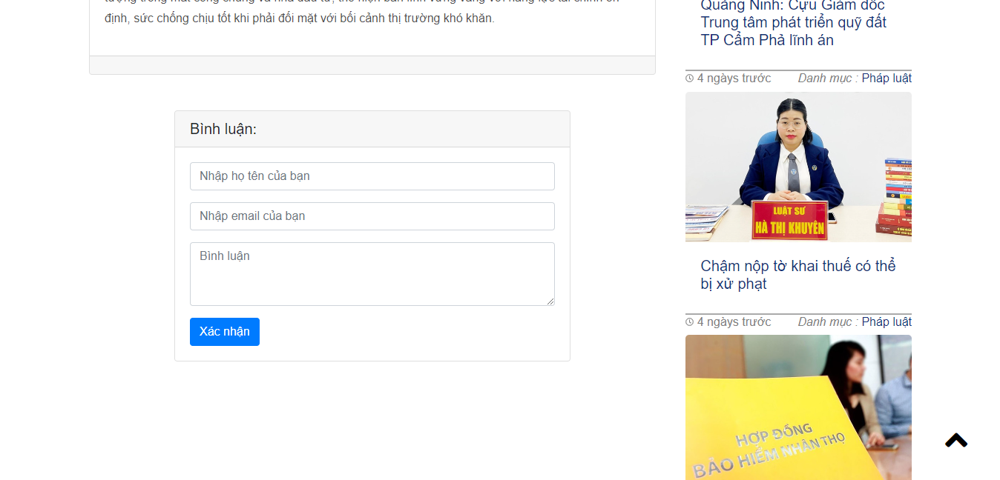 định, sức chống chịu tốt khi phải đối mặt với bối cảnh thị trường khó khăn.
Bình luận:
Nhập họ tên của bạn
Nhập email của bạn
Bình luận
Xác nhận
Quảng Ninh: Cựu Giám đốc
Trung tâm phát triển quỹ đất
TP Cẩm Phả lĩnh án
4 ngàys trước Danh mục : Pháp luật
LUẬT SƯ
HÀ THỊ KHUYÊN
Chậm nộp tờ khai thuế có thể
bị xử phạt
4 ngàys trước Danh mục : Pháp luật
HỢP ĐỒNG
BẢO HIỂM NHÂN THỌ